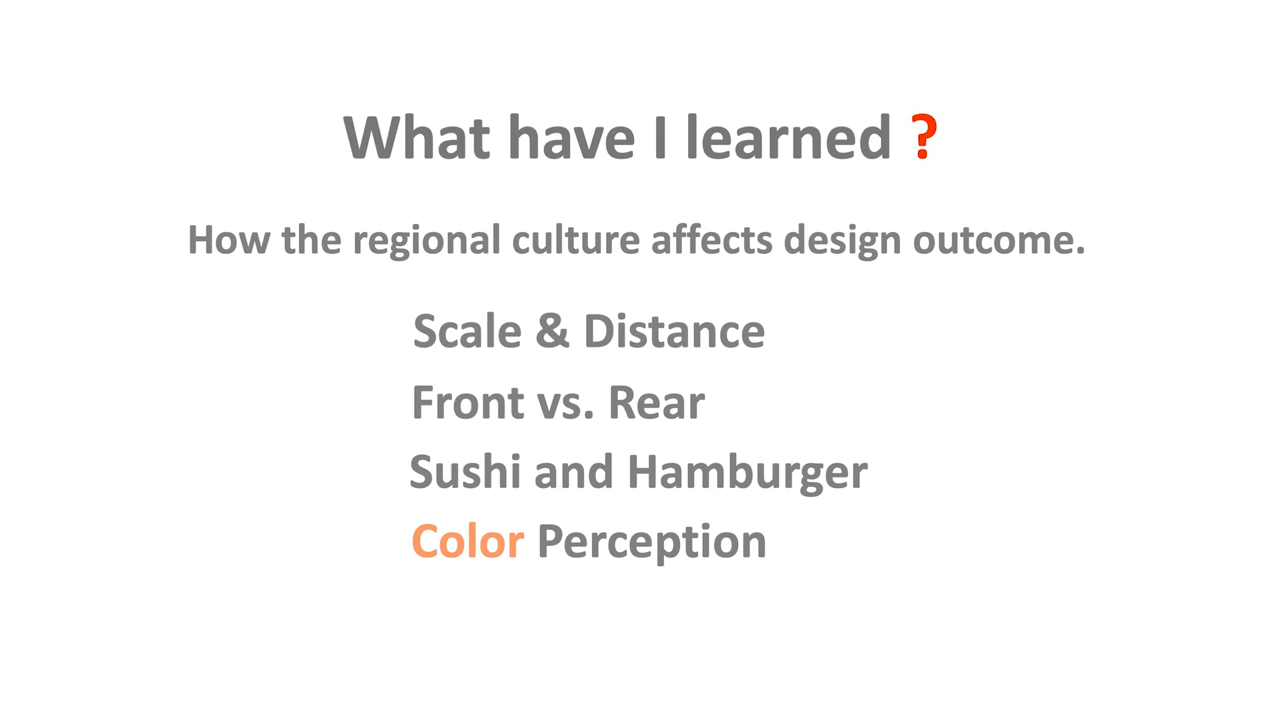 What have I learned ?
How the regional culture affects design outcome.
Scale & Distance
Front vs. Rear
Sushi and Hamburger
Color Perception